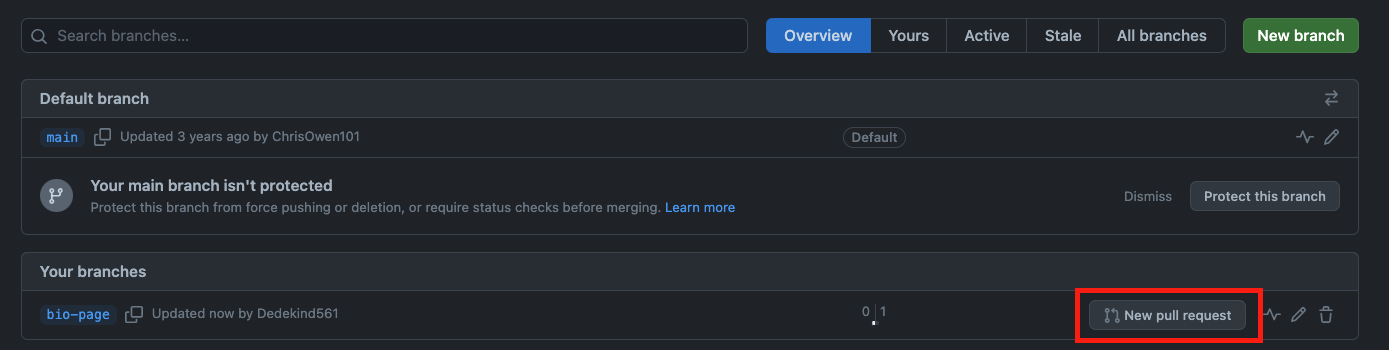 Search branches...
Overview Yours Active Stale All branches New branch
Default branch
main Updated 3 years ago by ChrisOwen101 Default
Your main branch isn't protected
Protect this branch from force pushing or deletion, or require status checks before merging. Learn more
Dismiss Protect this branch
Your branches
bio-page Updated now by Dedekind561 0 1 New pull request